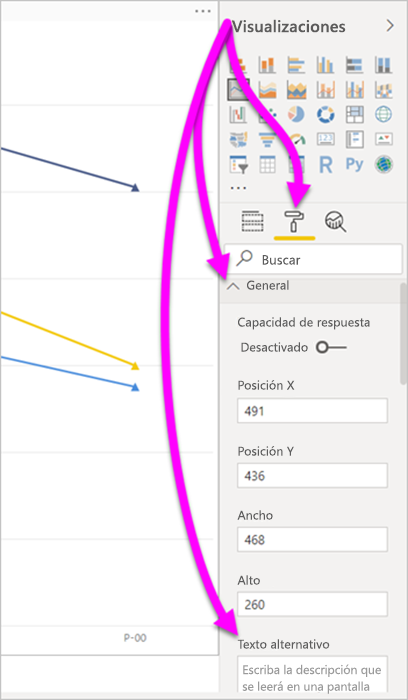 Visualizaciones
R
Py
Buscar
General
Capacidad de respuesta
Desactivado
Posición X
491
Posición Y
436
Ancho
468
Alto
260
P-00
Texto alternativo
Escriba la descripción que
se leerá en una pantalla